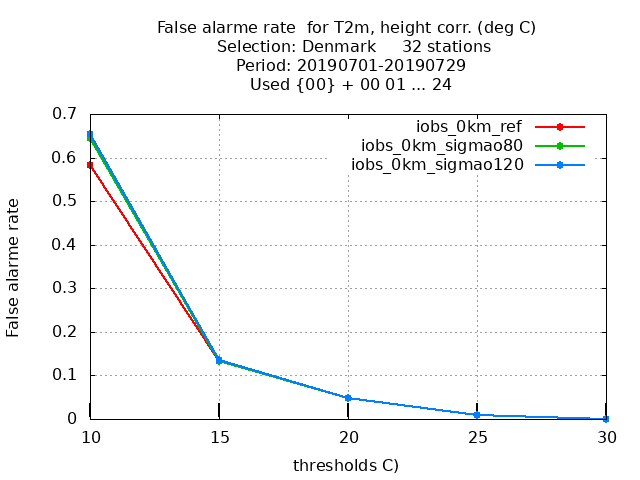 False alarme rate  for T2m, height corr. (deg C)
Selection: Denmark     32 stations
Period: 20190701-20190729
Used {00} + 00 01 ... 24
iobs_0km_ref
iobs_0km_sigmao80
iobs_0km_sigmao120
False alarme rate
0.7
0.6
0.5
0.4
0.3
0.2
0.1
0
10 15 20 25 30
thresholds C)